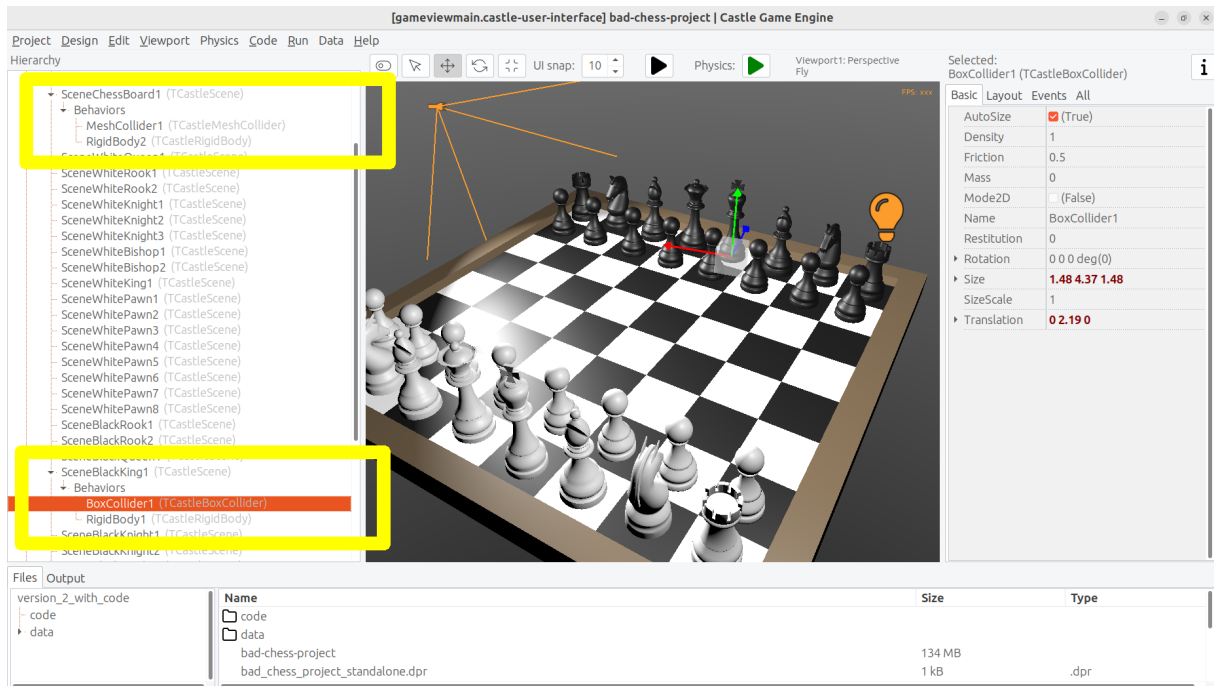 [gameviewmain.castle-user-interface] bad-chess-project | Castle Game Engine
Project Design Edit Viewport Physics Code Run Data Help
Hierarchy
SceneChessBoard1 (TCastleScene)
Behaviors
MeshCollider1 (TCastleMeshCollider)
RigidBody2 (TCastleRigidBody)
SceneWhiteQueen1 (TCastleScene)
SceneWhiteRook1 (TCastleScene)
SceneWhiteRook2 (TCastleScene)
SceneWhiteKnight1 (TCastleScene)
SceneWhiteKnight2 (TCastleScene)
SceneWhiteKnight3 (TCastleScene)
SceneWhiteBishop1 (TCastleScene)
SceneWhiteBishop2 (TCastleScene)
SceneWhiteKing1 (TCastleScene)
SceneWhitePawn1 (TCastleScene)
SceneWhitePawn2 (TCastleScene)
SceneWhitePawn3 (TCastleScene)
SceneWhitePawn4 (TCastleScene)
SceneWhitePawn5 (TCastleScene)
SceneWhitePawn6 (TCastleScene)
SceneWhitePawn7 (TCastleScene)
SceneWhitePawn8 (TCastleScene)
SceneBlackRook1 (TCastleScene)
SceneBlackRook2 (TCastleScene)
SceneBlackKing1 (TCastleScene)
Behaviors
BoxCollider1 (TCastleBoxCollider)
RigidBody1 (TCastleRigidBody)
SceneBlackKnight1 (TCastleScene)
SceneBlackKnight2 (TCastleScene)
UI snap: 10
Physics:
Viewport1: Perspective
Fly
FPS: xxx
Selected:
BoxCollider1 (TCastleBoxCollider)
i
Basic Layout Events All
AutoSize (True)
Density 1
Friction 0.5
Mass 0
Mode2D (False)
Name BoxCollider1
Restitution 0
Rotation 0 0 0 deg(0)
Size 1.48 4.37 1.48
SizeScale 1
Translation 0 2.19 0
Files Output
version_2_with_code
code
data
Name Size Type
code
data
bad-chess-project 134 MB
bad_chess_project_standalone.dpr 1 kB .dpr